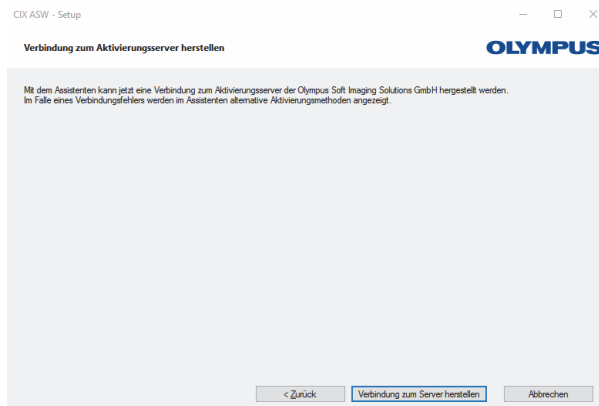 CIX ASW - Setup
Verbindung zum Aktivierungsserver herstellen
OLYMPUS
Mit dem Assistenten kann jetzt eine Verbindung zum Aktivierungsserver der Olympus Soft Imaging Solutions GmbH hergestellt werden.
Im Falle eines Verbindungsfehlers werden im Assistenten alternative Aktivierungsmethoden angezeigt.
< Zurück Verbindung zum Server herstellen Abbrechen